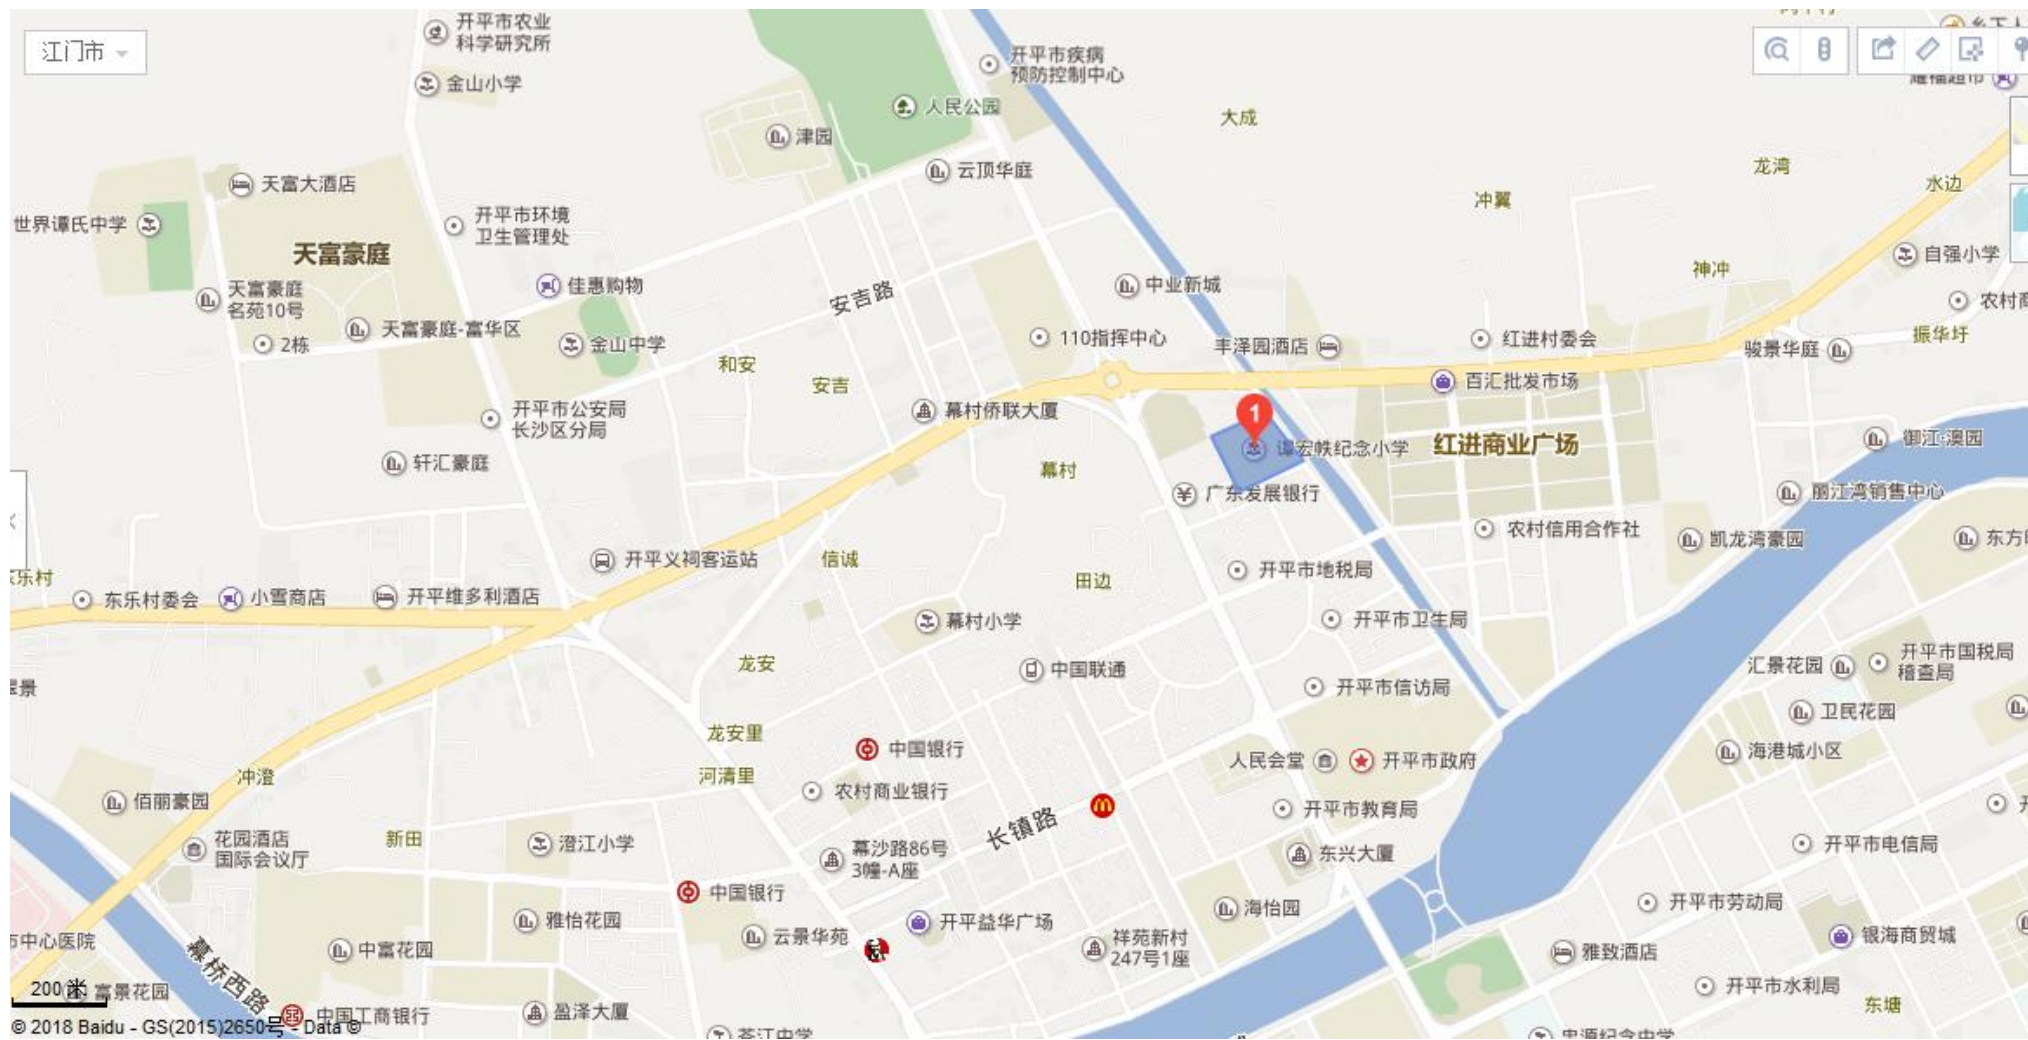 开平市农业
科学研究所
江门市
金山小学
开平市疾病
预防控制中心
人民公园
大成
津园
云顶华庭
龙湾
水边
天富大酒店
冲翼
世界谭氏中学
开平市环境
卫生管理处
天富豪庭
自强小学
神冲
佳惠购物
中业新城
天富豪庭
名苑10号
安吉路
农村商
天富豪庭-富华区
2栋
金山中学
110指挥中心
丰泽园酒店
红进村委会
振华圩
骏景华庭
和安
安吉
百汇批发市场
开平市公安局
长沙区分局
幕村侨联大厦
1
谭宏帙纪念小学
红进商业广场
御江·澳园
轩汇豪庭
幕村
广东发展银行
丽江湾销售中心
农村信用合作社
凯龙湾豪园
东方
开平义祠客运站
信诚
田边
开平市地税局
乐村
东乐村委会
小雪商店
开平维多利酒店
幕村小学
开平市卫生局
龙安
中国联通
汇景花园
开平市国税局
稽查局
景
开平市信访局
卫民花园
龙安里
中国银行
海港城小区
河清里
冲澄
人民会堂
开平市政府
佰丽豪园
农村商业银行
开平市教育局
长镇路
花园酒店
国际会议厅
新田
澄江小学
幕沙路86号
3幢-A座
东兴大厦
开平市电信局
中国银行
开平市劳动局
雅怡花园
海怡园
云景华苑
开平益华广场
银海商贸城
市中心医院
中富花园
祥苑新村
247号1座
雅致酒店
幕桥西路
200米
富景花园
开平市水利局
东塘
中国工商银行
盈泽大厦
© 2018 Baidu - GS(2015)2650号 - Data ©
苍江中学